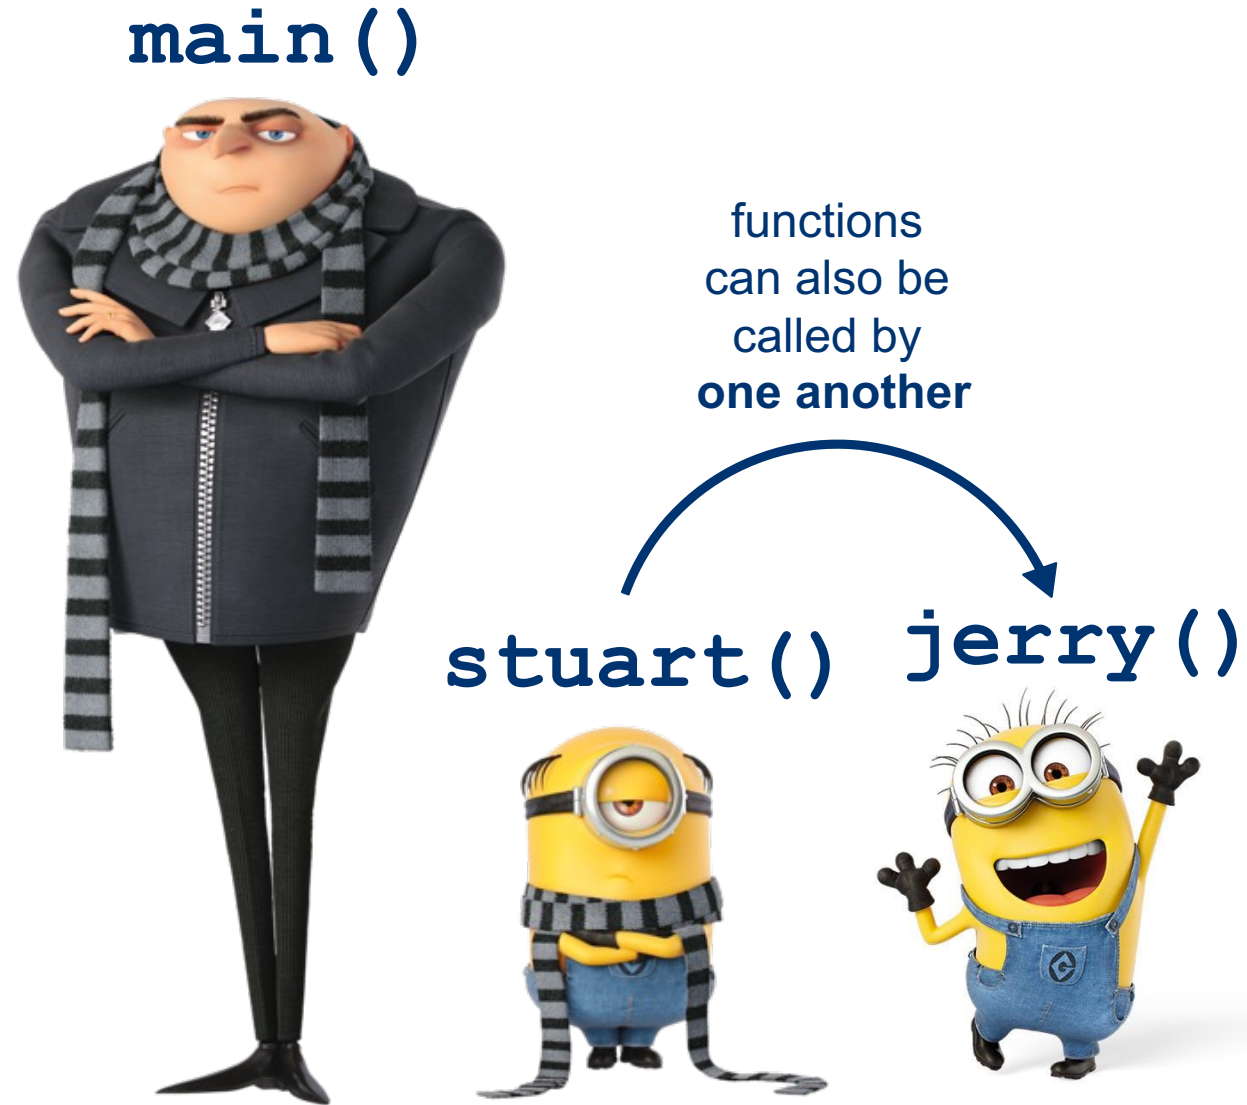 main()
functions
can also be
called by
one another
stuart()
jerry()